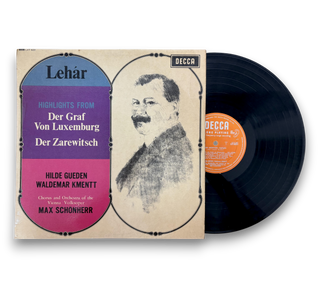 Lehár
DECCA
HIGHLIGHTS FROM
Der Graf
Von Luxemburg
Der Zarewitsch
HILDE GUEDEN
WALDEMAR KMENTT
Chorus and Orchestra of the
Vienna Volksoper
MAX SCHÖNHERR
DECCA